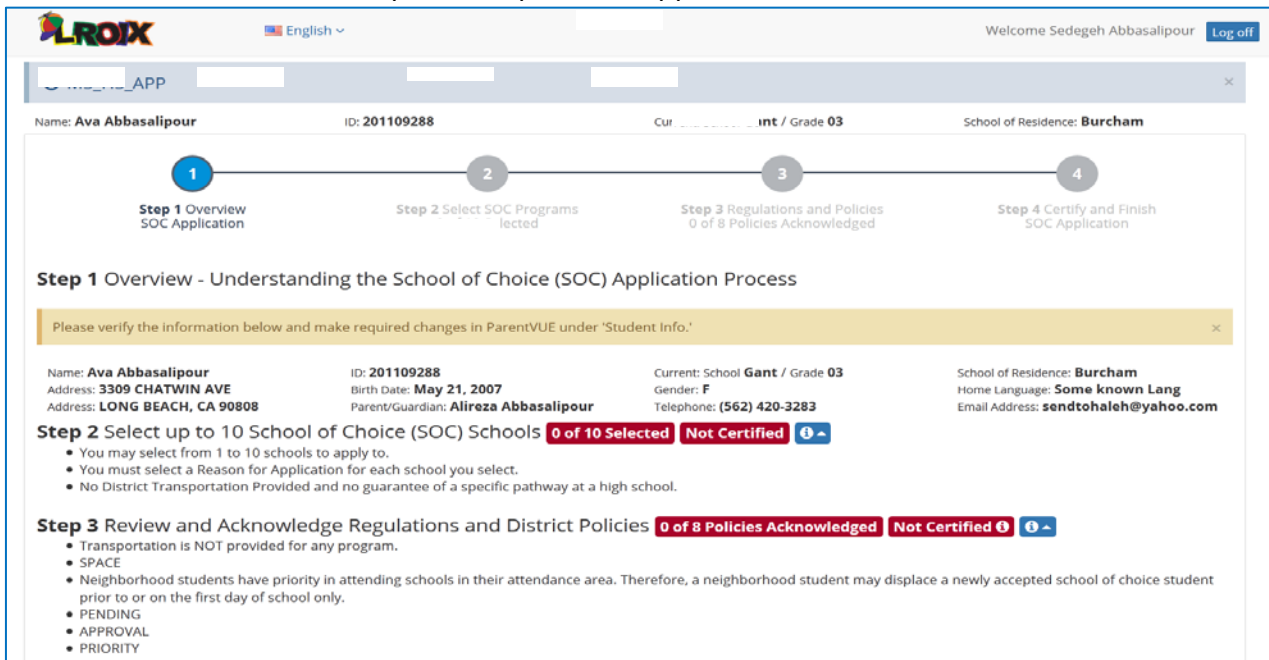 LROIX
English
Welcome Sedegeh Abbasalipour Log off
APP
Name: Ava Abbasalipour ID: 201109288 / Grade 03 School of Residence: Burcham
1 2 3 4
Step 1 Overview Step 2 Select SOC Programs Step 3 Regulations and Policies Step 4 Certify and Finish
SOC Application lected 0 of 8 Policies Acknowledged SOC Application
Step 1 Overview - Understanding the School of Choice (SOC) Application Process
Please verify the information below and make required changes in ParentVUE under 'Student Info.'
Name: Ava Abbasalipour ID: 201109288 Current: School Gant / Grade 03 School of Residence: Burcham
Address: 3309 CHATWIN AVE Birth Date: May 21, 2007 Gender: F Home Language: Some known Lang
Address: LONG BEACH, CA 90808 Parent/Guardian: Alireza Abbasalipour Telephone: (562) 420-3283 Email Address: sendtohaleh@yahoo.com
Step 2 Select up to 10 School of Choice (SOC) Schools 0 of 10 Selected Not Certified
• You may select from 1 to 10 schools to apply to.
• You must select a Reason for Application for each school you select.
• No District Transportation Provided and no guarantee of a specific pathway at a high school.
Step 3 Review and Acknowledge Regulations and District Policies 0 of 8 Policies Acknowledged Not Certified
• Transportation is NOT provided for any program.
• SPACE
• Neighborhood students have priority in attending schools in their attendance area. Therefore, a neighborhood student may displace a newly accepted school of choice student
prior to or on the first day of school only.
• PENDING
• APPROVAL
• PRIORITY